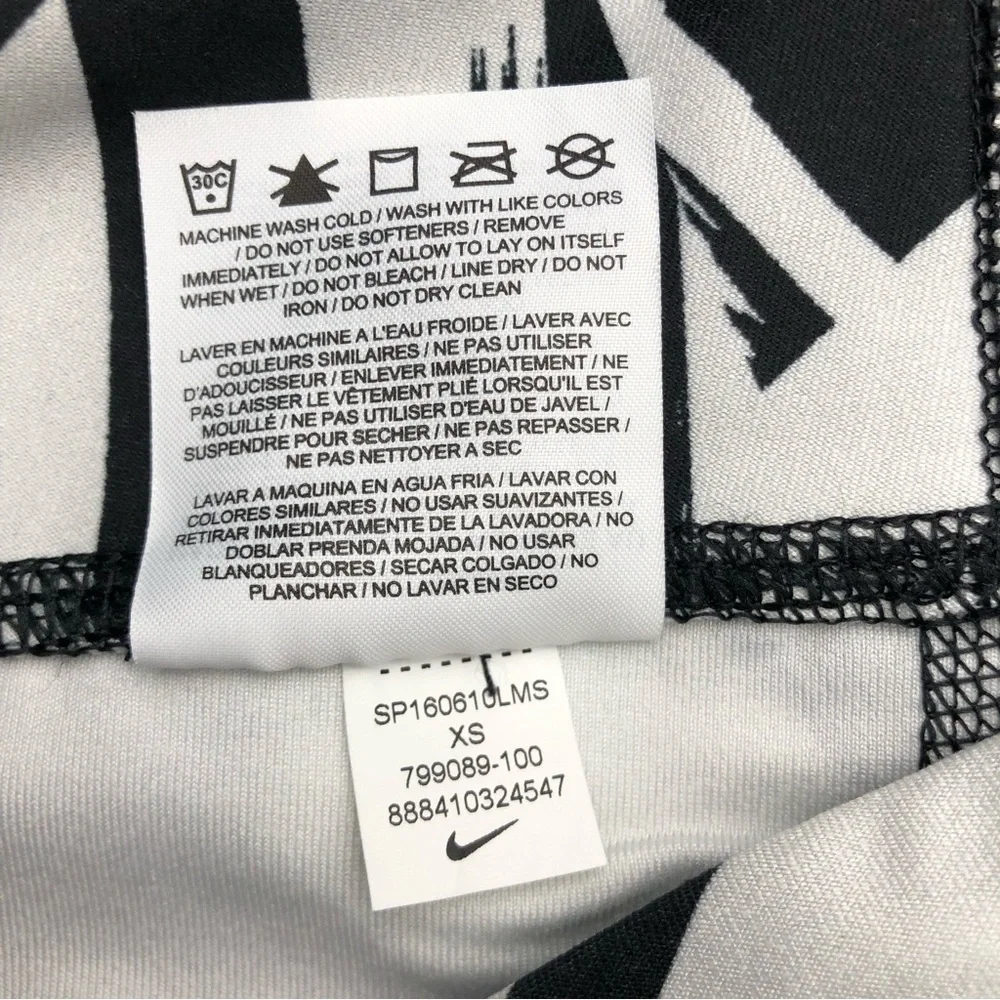 30C
MACHINE WASH COLD / WASH WITH LIKE COLORS
/ DO NOT USE SOFTENERS / REMOVE
IMMEDIATELY / DO NOT ALLOW TO LAY ON ITSELF
WHEN WET / DO NOT BLEACH / LINE DRY / DO NOT
IRON / DO NOT DRY CLEAN
LAVER EN MACHINE A L'EAU FROIDE / LAVER AVEC
COULEURS SIMILAIRES / NE PAS UTILISER
D'ADOUCISSEUR / ENLEVER IMMEDIATEMENT / NE
PAS LAISSER LE VÊTEMENT PLIÉ LORSQU'IL EST
MOUILLÉ / NE PAS UTILISER D'EAU DE JAVEL /
SUSPENDRE POUR SECHER / NE PAS REPASSER /
NE PAS NETTOYER A SEC
LAVAR A MAQUINA EN AGUA FRIA / LAVAR CON
COLORES SIMILARES / NO USAR SUAVIZANTES /
RETIRAR INMEDIATAMENTE DE LA LAVADORA / NO
DOBLAR PRENDA MOJADA / NO USAR
BLANQUEADORES / SECAR COLGADO / NO
PLANCHAR / NO LAVAR EN SECO
SP160610LMS
XS
799089-100
888410324547